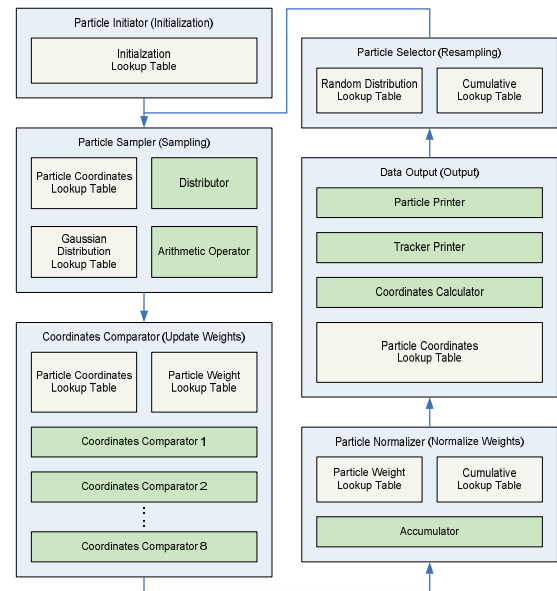 Particle Initiator (Initialization)
Initialzation
Lookup Table
Particle Sampler (Sampling)
Particle Coordinates
Lookup Table
Distributor
Gaussian
Distribution
Lookup Table
Arithmetic Operator
Coordinates Comparator (Update Weights)
Particle Coordinates
Lookup Table
Particle Weight
Lookup Table
Coordinates Comparator 1
Coordinates Comparator 2
Coordinates Comparator 8
Particle Selector (Resampling)
Random Distribution
Lookup Table
Cumulative
Lookup Table
Data Output (Output)
Particle Printer
Tracker Printer
Coordinates Calculator
Particle Coordinates
Lookup Table
Particle Normalizer (Normalize Weights)
Particle Weight
Lookup Table
Cumulative
Lookup Table
Accumulator